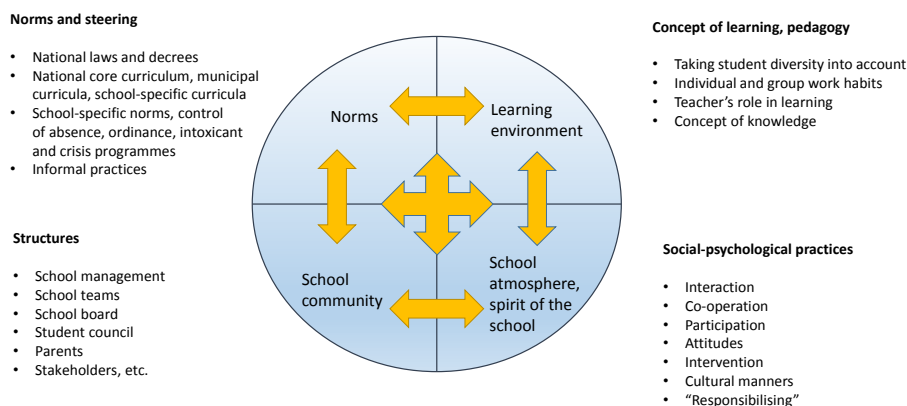 Norms and steering
• National laws and decrees
• National core curriculum, municipal
curricula, school-specific curricula
• School-specific norms, control
of absence, ordinance, intoxicant
and crisis programmes
• Informal practices
Concept of learning, pedagogy
• Taking student diversity into account
• Individual and group work habits
• Teacher's role in learning
• Concept of knowledge
Norms
Learning
environment
School
community
School
atmosphere,
spirit of the
school
Structures
• School management
• School teams
• School board
• Student council
• Parents
• Stakeholders, etc.
Social-psychological practices
• Interaction
• Co-operation
• Participation
• Attitudes
• Intervention
• Cultural manners
• “Responsibilising”